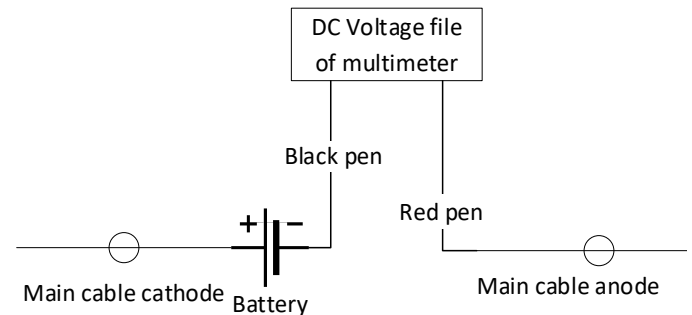 DC Voltage file
of multimeter
Black pen
Red pen
+ −
Main cable cathode
Battery
Main cable anode